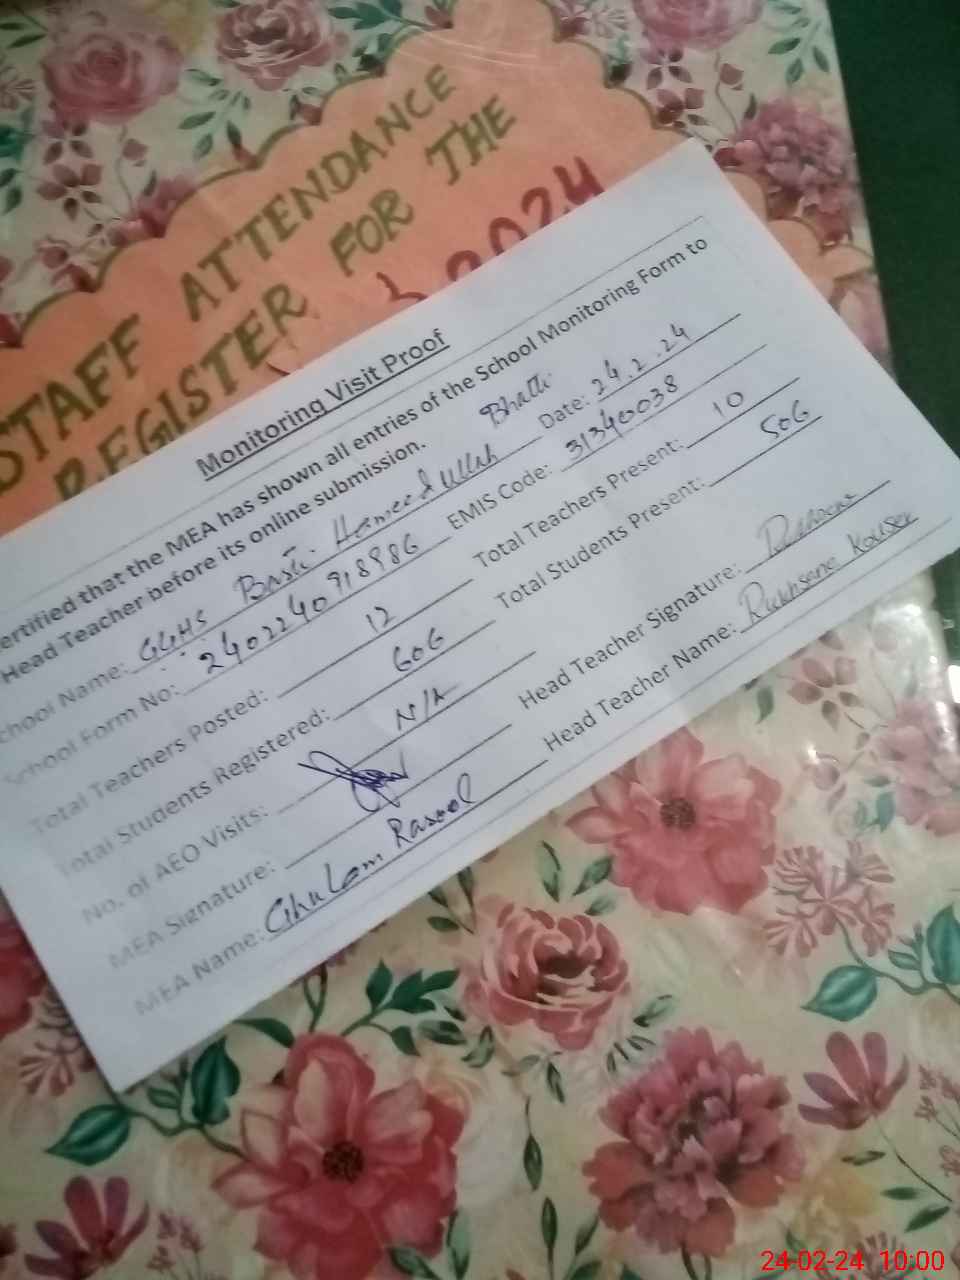 STAFF ATTENDANCE
REGISTER FOR THE
2024
Monitoring Visit Proof
ertified that the MEA has shown all entries of the School Monitoring Form to
Head Teacher before its online submission.
chool Name: GGHS Basti Hameedullah Bhatti Date: 24.2.24
School Form No: 2402240918986 EMIS Code: 31340038
Total Teachers Posted: 12 Total Teachers Present: 10
Total Students Registered: 606 Total Students Present: 506
No. of AEO Visits: N/A
MEA Signature: Head Teacher Signature:
MEA Name: Ghulam Rasool Head Teacher Name: Rukhsana Kouser
24-02-24 10:00